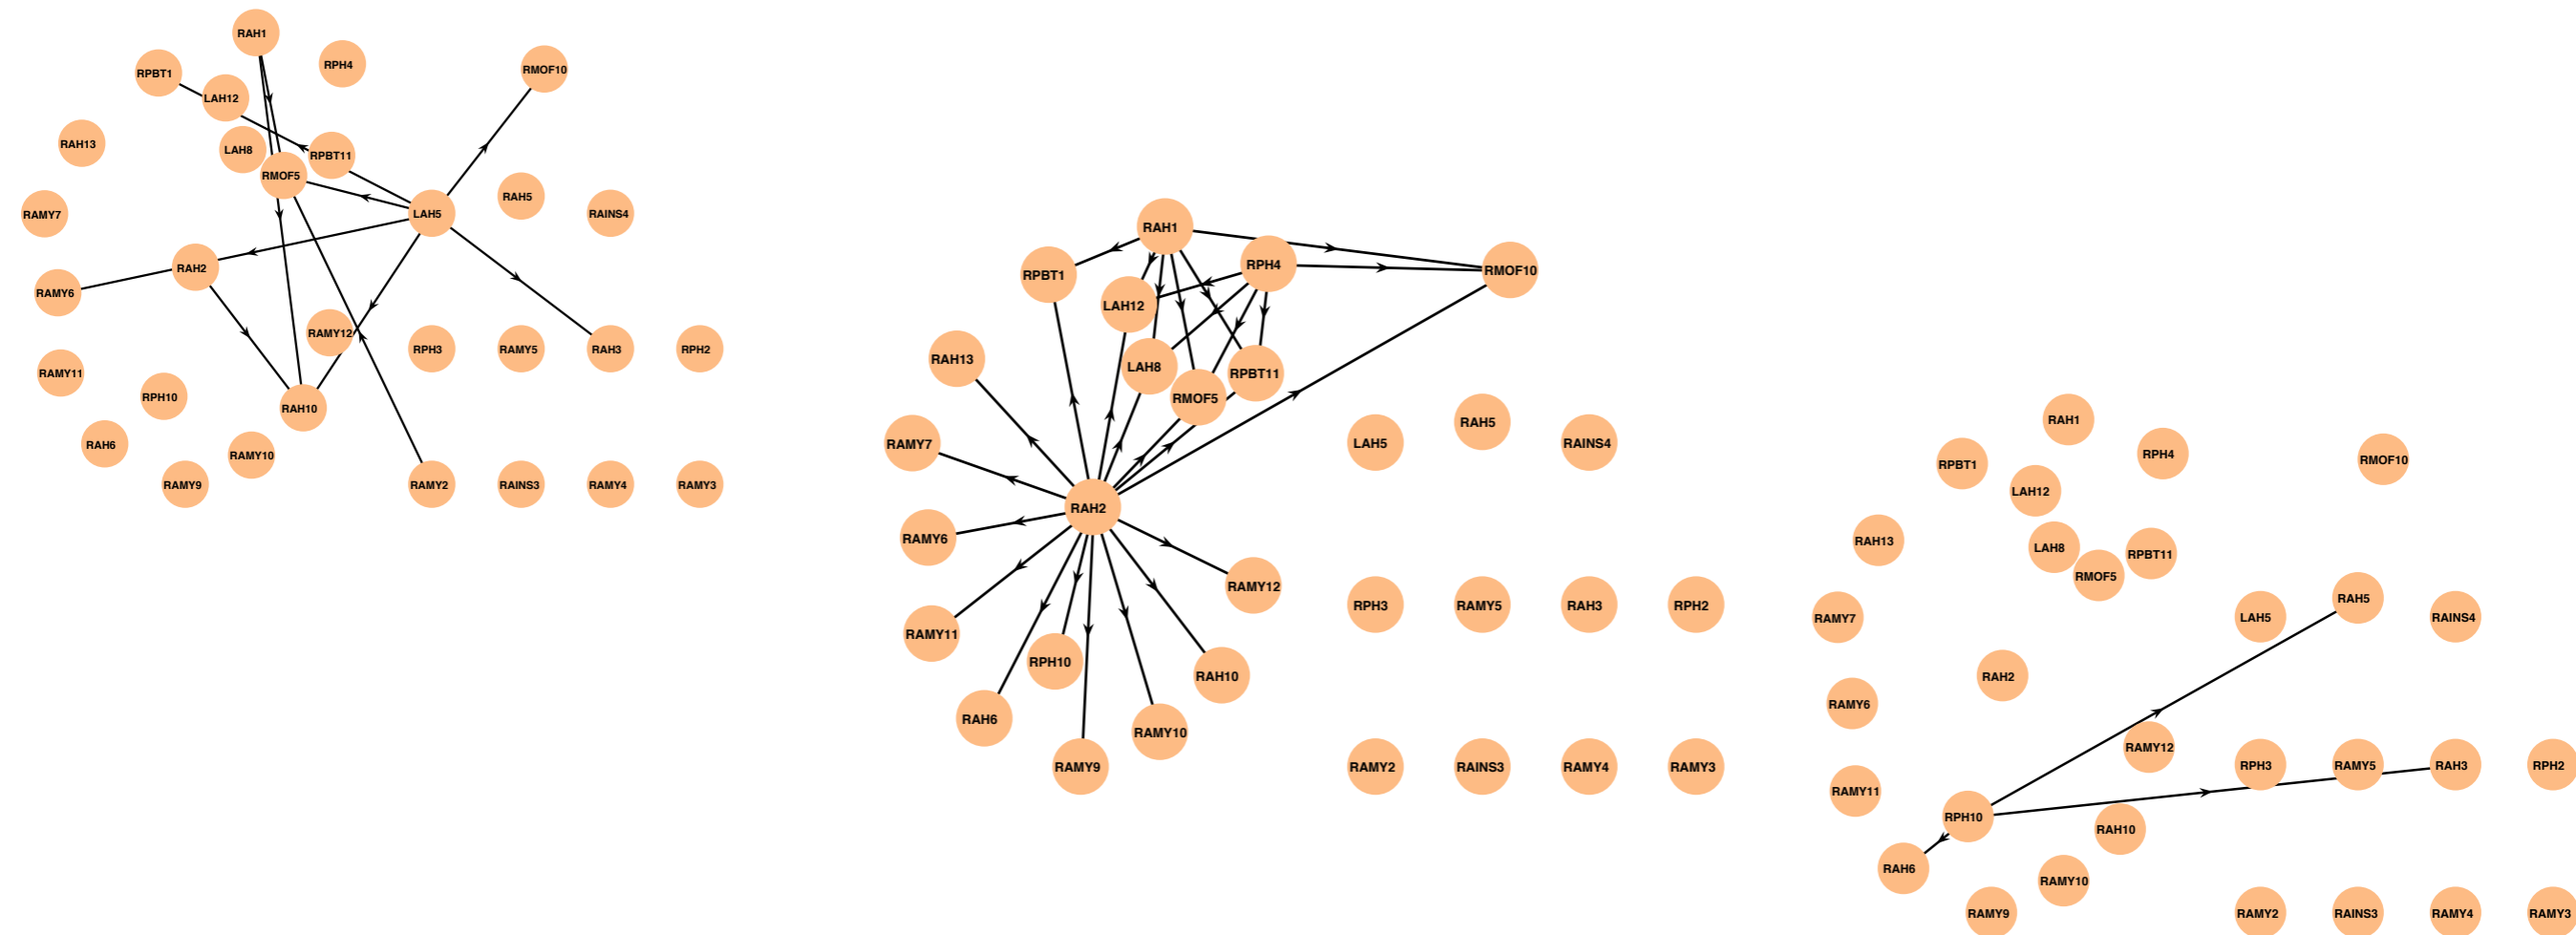 RAH1
RPH4
RMOF10
RPBT1
LAH12
RAH13
LAH8
RPBT11
RMOF5
RAH5
RAMY7
LAH5
RAINS4
RAH2
RAMY6
RAMY12
RPH3
RAMY5
RAH3
RPH2
RAMY11
RPH10
RAH10
RAH6
RAMY10
RAMY9
RAMY2
RAINS3
RAMY4
RAMY3
RAH1
RPH4
RMOF10
RPBT1
LAH12
RAH13
LAH8
RPBT11
RMOF5
RAH5
RAMY7
LAH5
RAINS4
RAH2
RAMY6
RAMY12
RPH3
RAMY5
RAH3
RPH2
RAMY11
RPH10
RAH10
RAH6
RAMY10
RAMY9
RAMY2
RAINS3
RAMY4
RAMY3
RAH1
RPH4
RMOF10
RPBT1
LAH12
RAH13
LAH8
RPBT11
RMOF5
RAH5
RAMY7
LAH5
RAINS4
RAH2
RAMY6
RAMY12
RPH3
RAMY5
RAH3
RPH2
RAMY11
RPH10
RAH10
RAH6
RAMY10
RAMY9
RAMY2
RAINS3
RAMY4
RAMY3